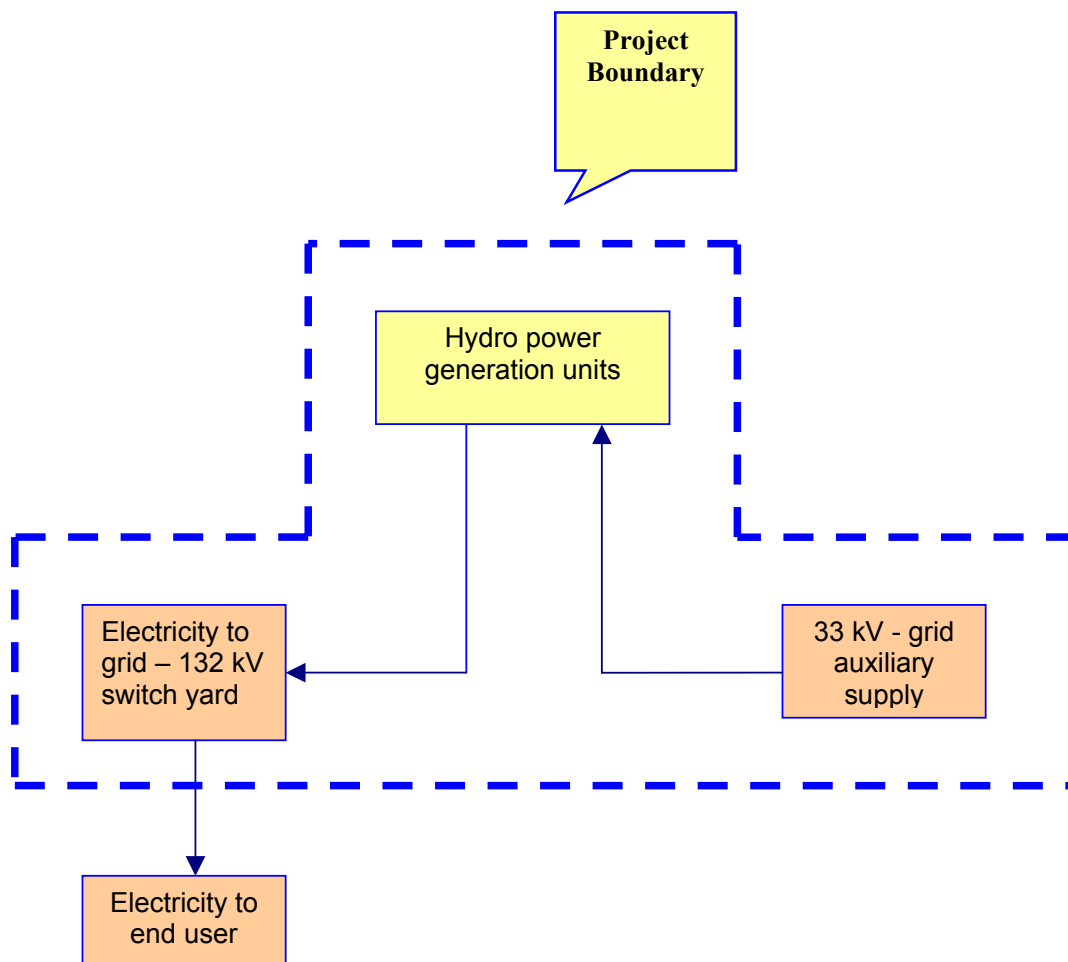 Project
Boundary
Hydro power
generation units
Electricity to
grid – 132 kV
switch yard
33 kV - grid
auxiliary
supply
Electricity to
end user